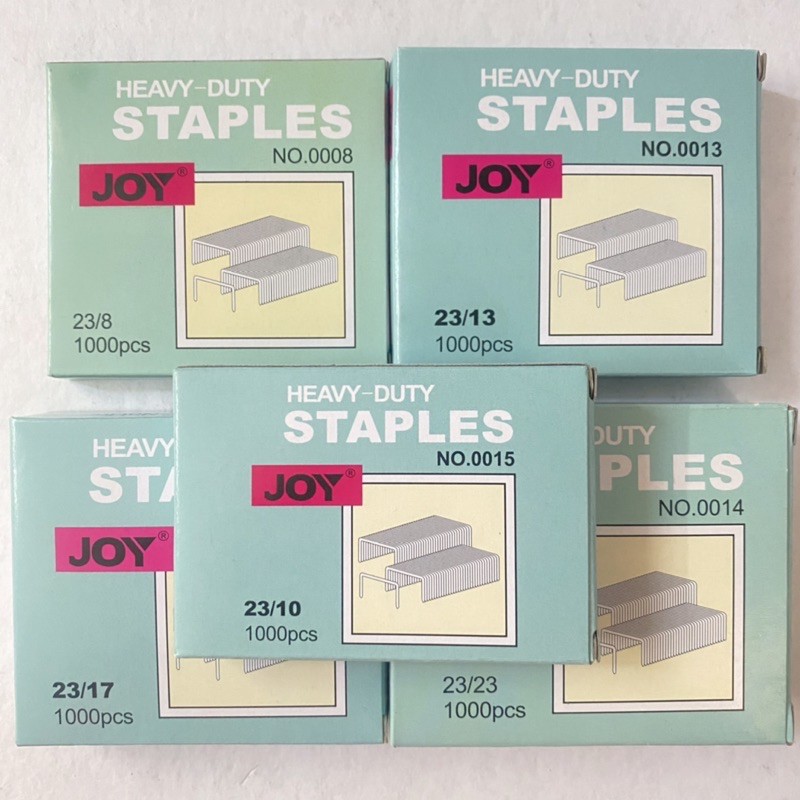 HEAVY-DUTY
STAPLES
NO.0008
JOY®
23/8
1000pcs
HEAVY-DUTY
STAPLES
NO.0013
JOY®
23/13
1000pcs
HEAVY-DUTY
STAPLES
NO.0015
JOY®
23/10
1000pcs
HEAVY
STA
JOY®
23/17
1000pcs
DUTY
PLES
NO.0014
23/23
1000pcs